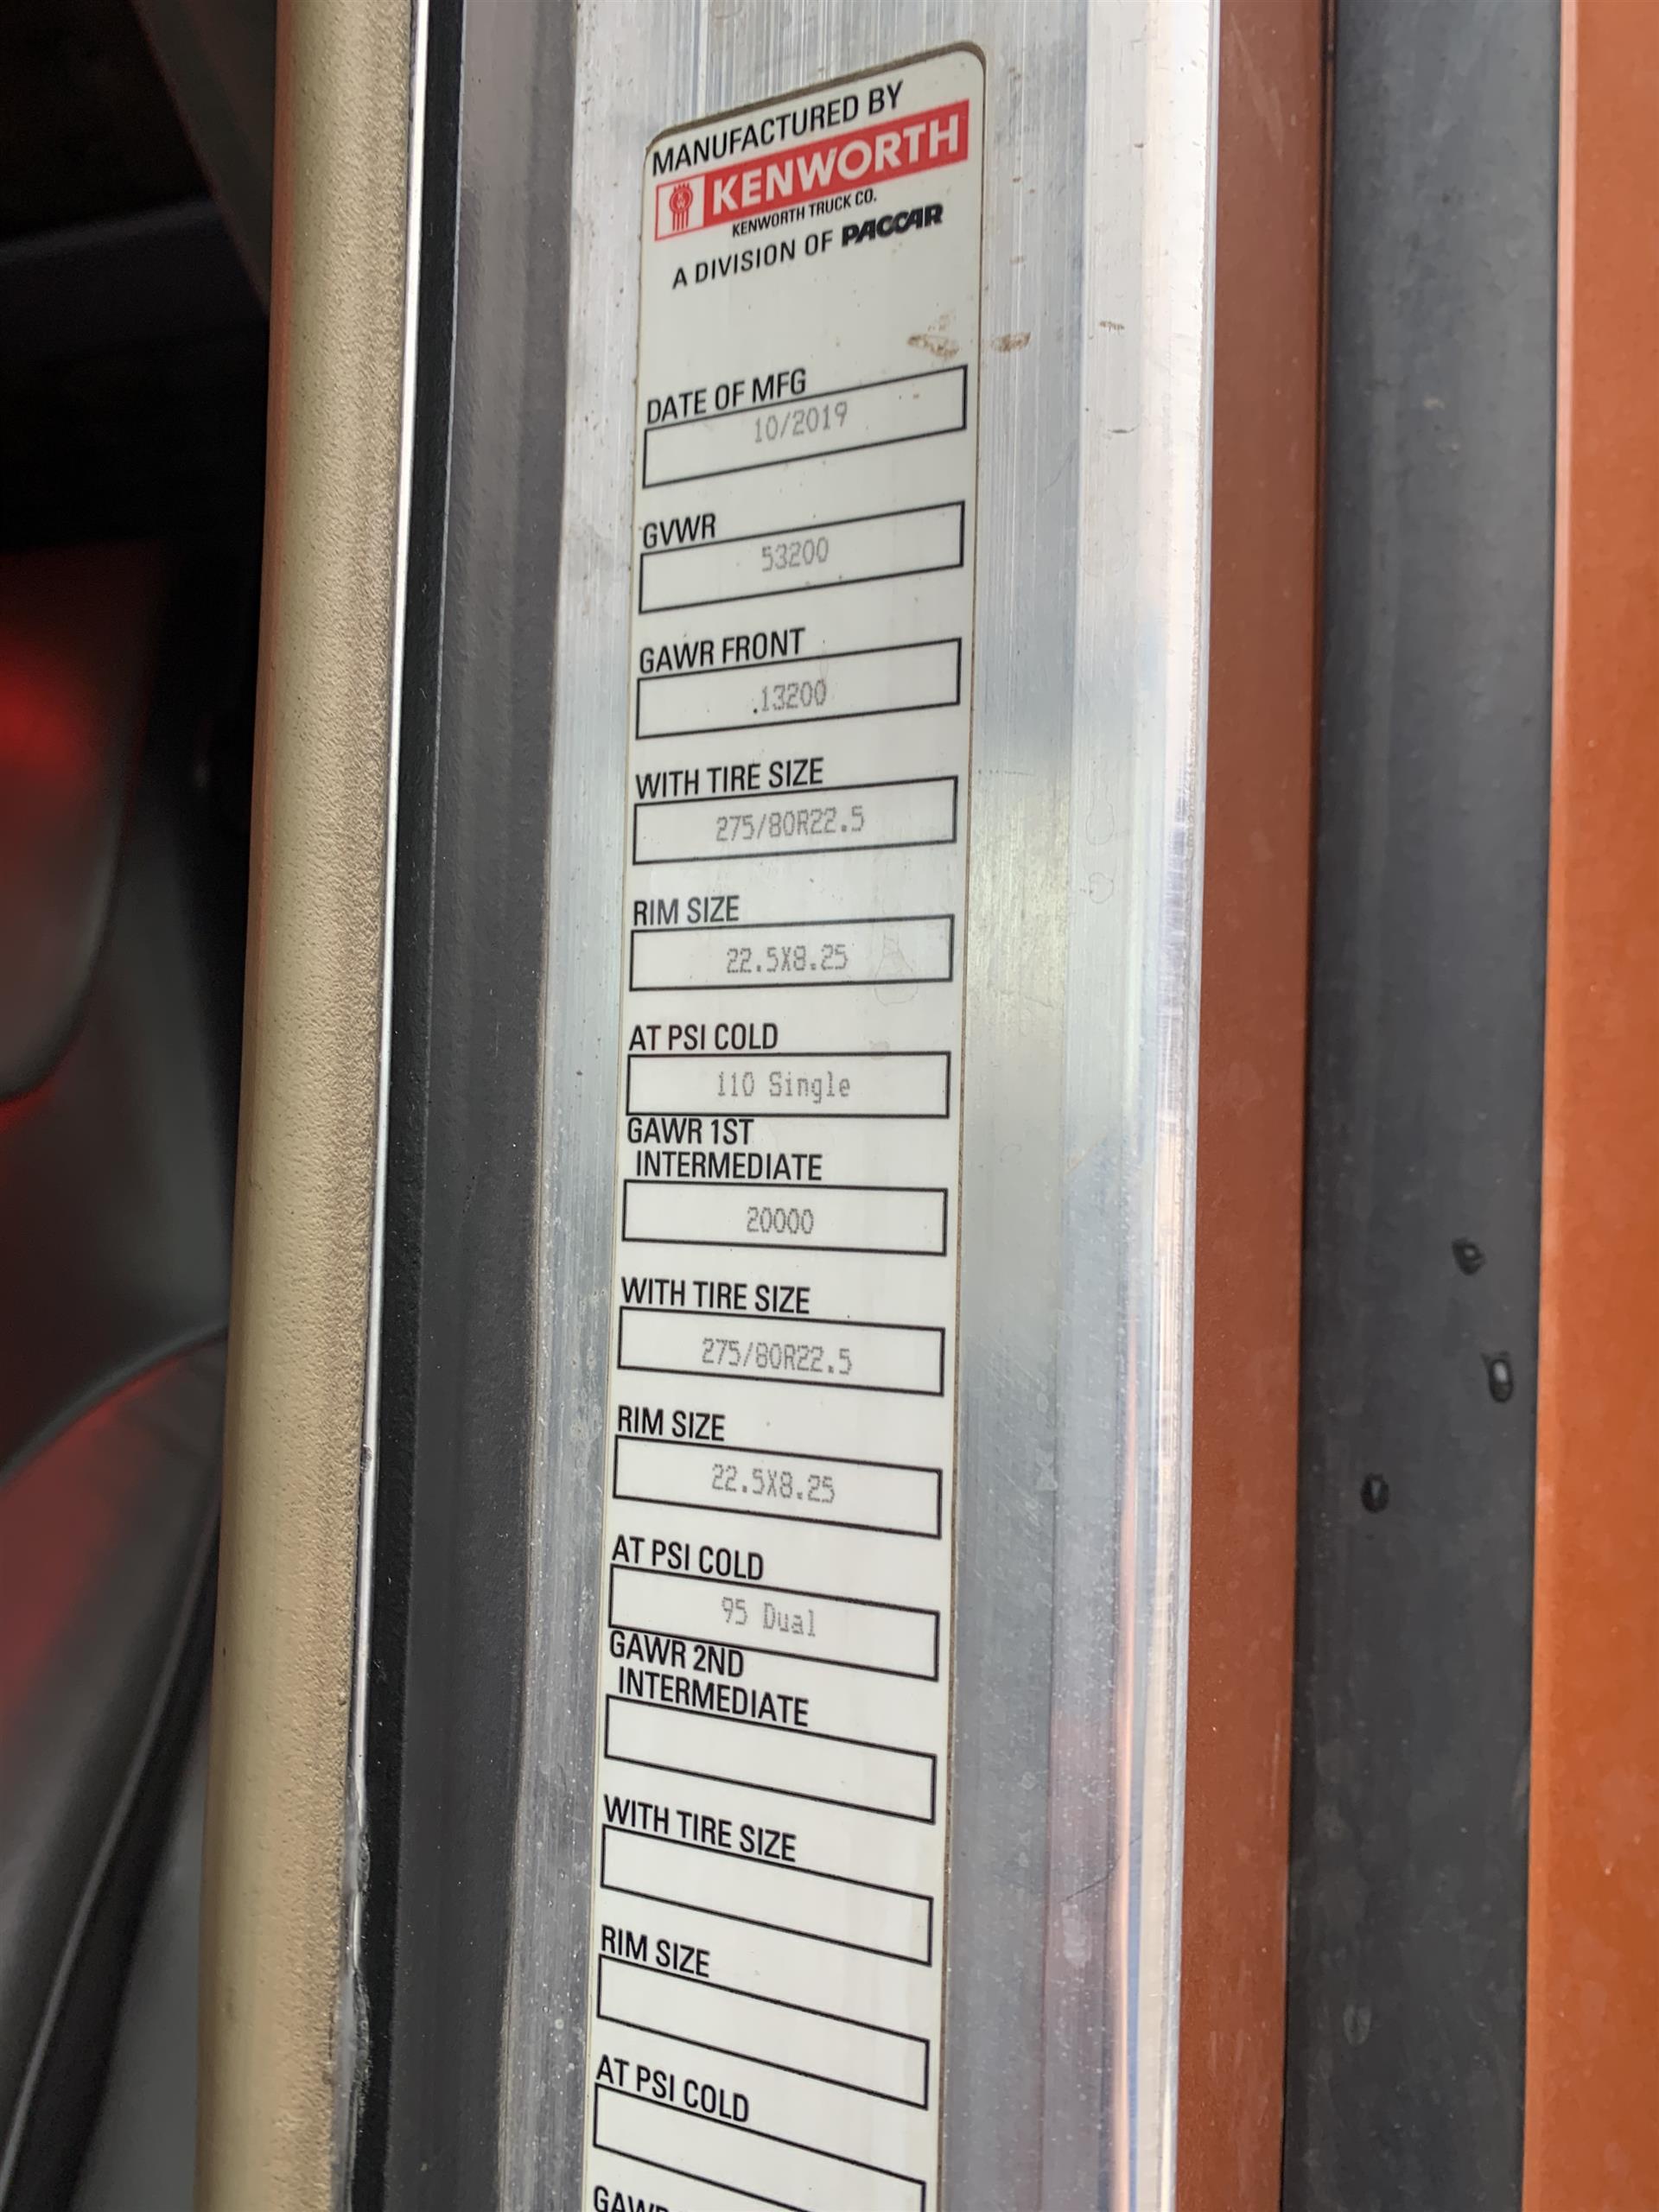 MANUFACTURED BY
KENWORTH
KENWORTH TRUCK CO.
A DIVISION OF PACCAR
DATE OF MFG
10/2019
GVWR
53200
GAWR FRONT
13200
WITH TIRE SIZE
275/80R22.5
RIM SIZE
22.5X8.25
AT PSI COLD
110 Single
GAWR 1ST
INTERMEDIATE
20000
WITH TIRE SIZE
275/80R22.5
RIM SIZE
22.5X8.25
AT PSI COLD
95 Dual
GAWR 2ND
INTERMEDIATE
WITH TIRE SIZE
RIM SIZE
AT PSI COLD
GAWR